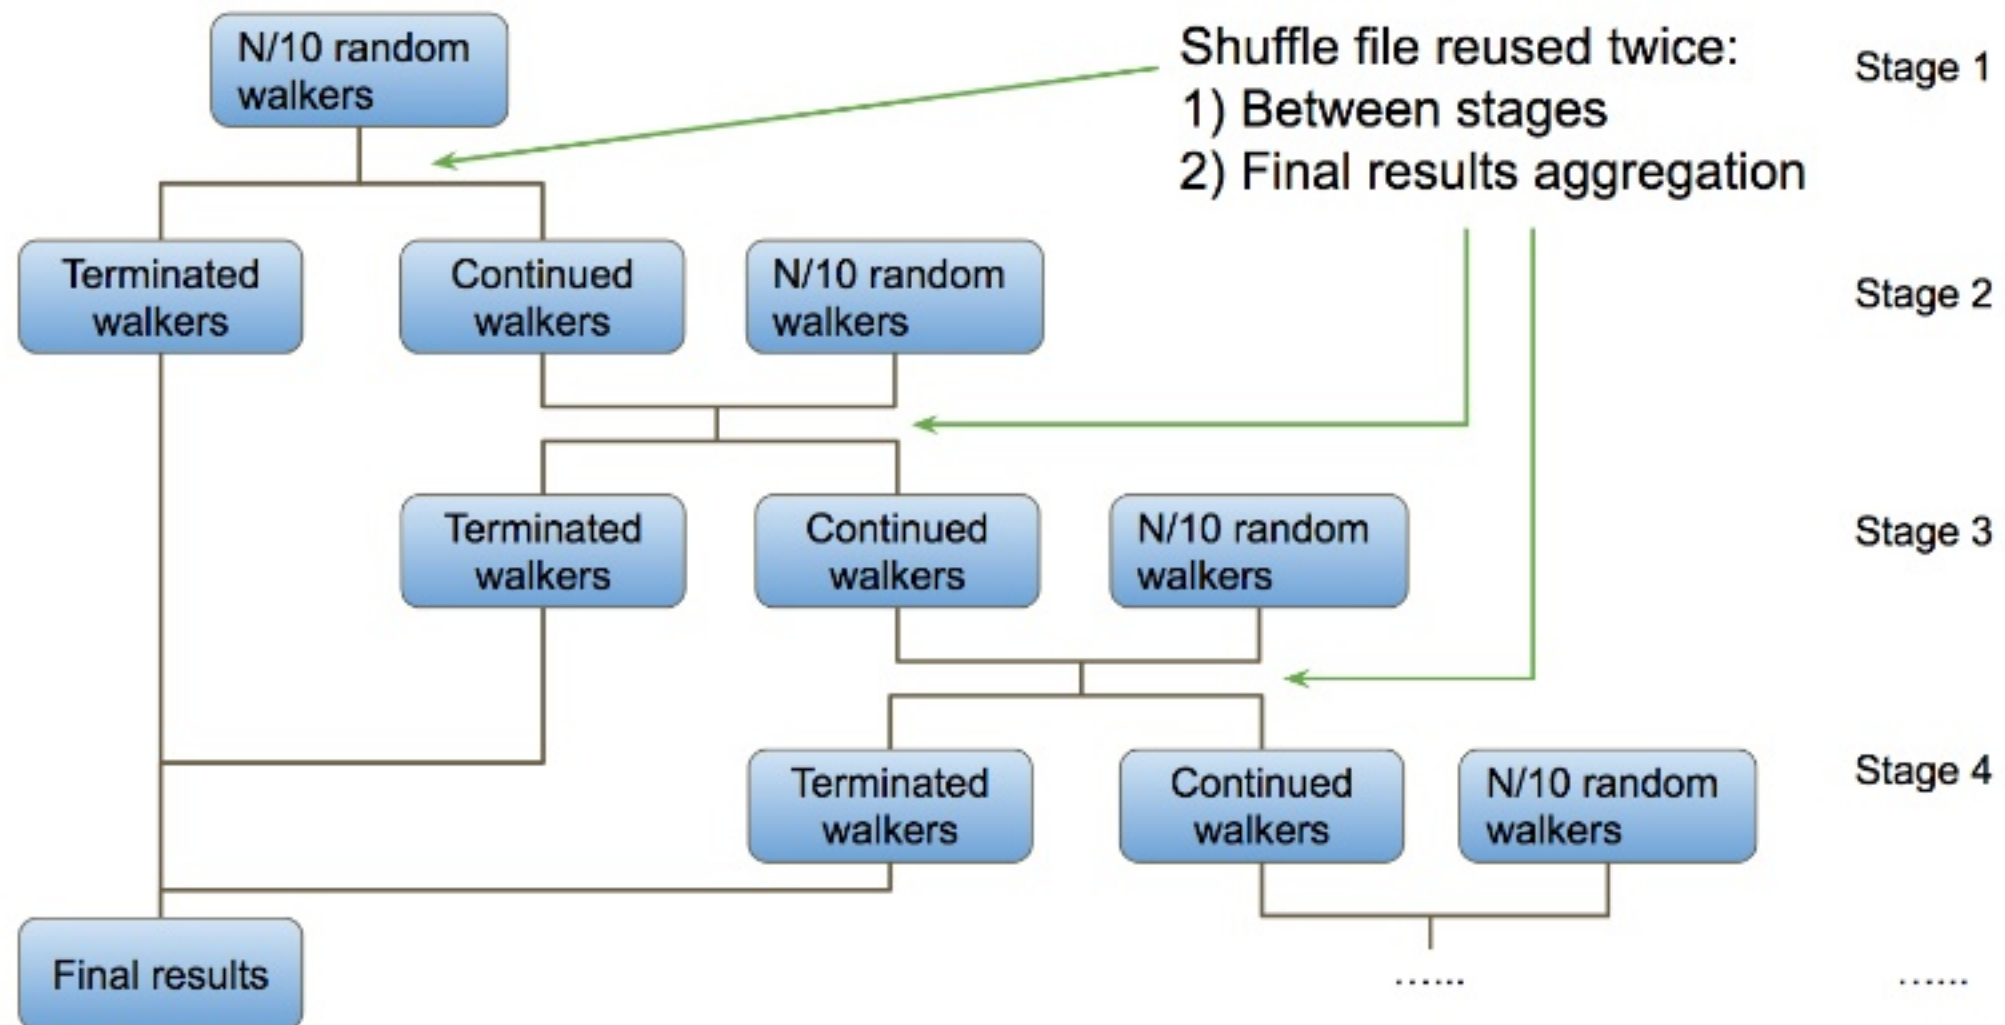 N/10 random
walkers
Shuffle file reused twice:
1) Between stages
2) Final results aggregation
Stage 1
Terminated
walkers
Continued
walkers
N/10 random
walkers
Stage 2
Terminated
walkers
Continued
walkers
N/10 random
walkers
Stage 3
Terminated
walkers
Continued
walkers
N/10 random
walkers
Stage 4
Final results
......
......